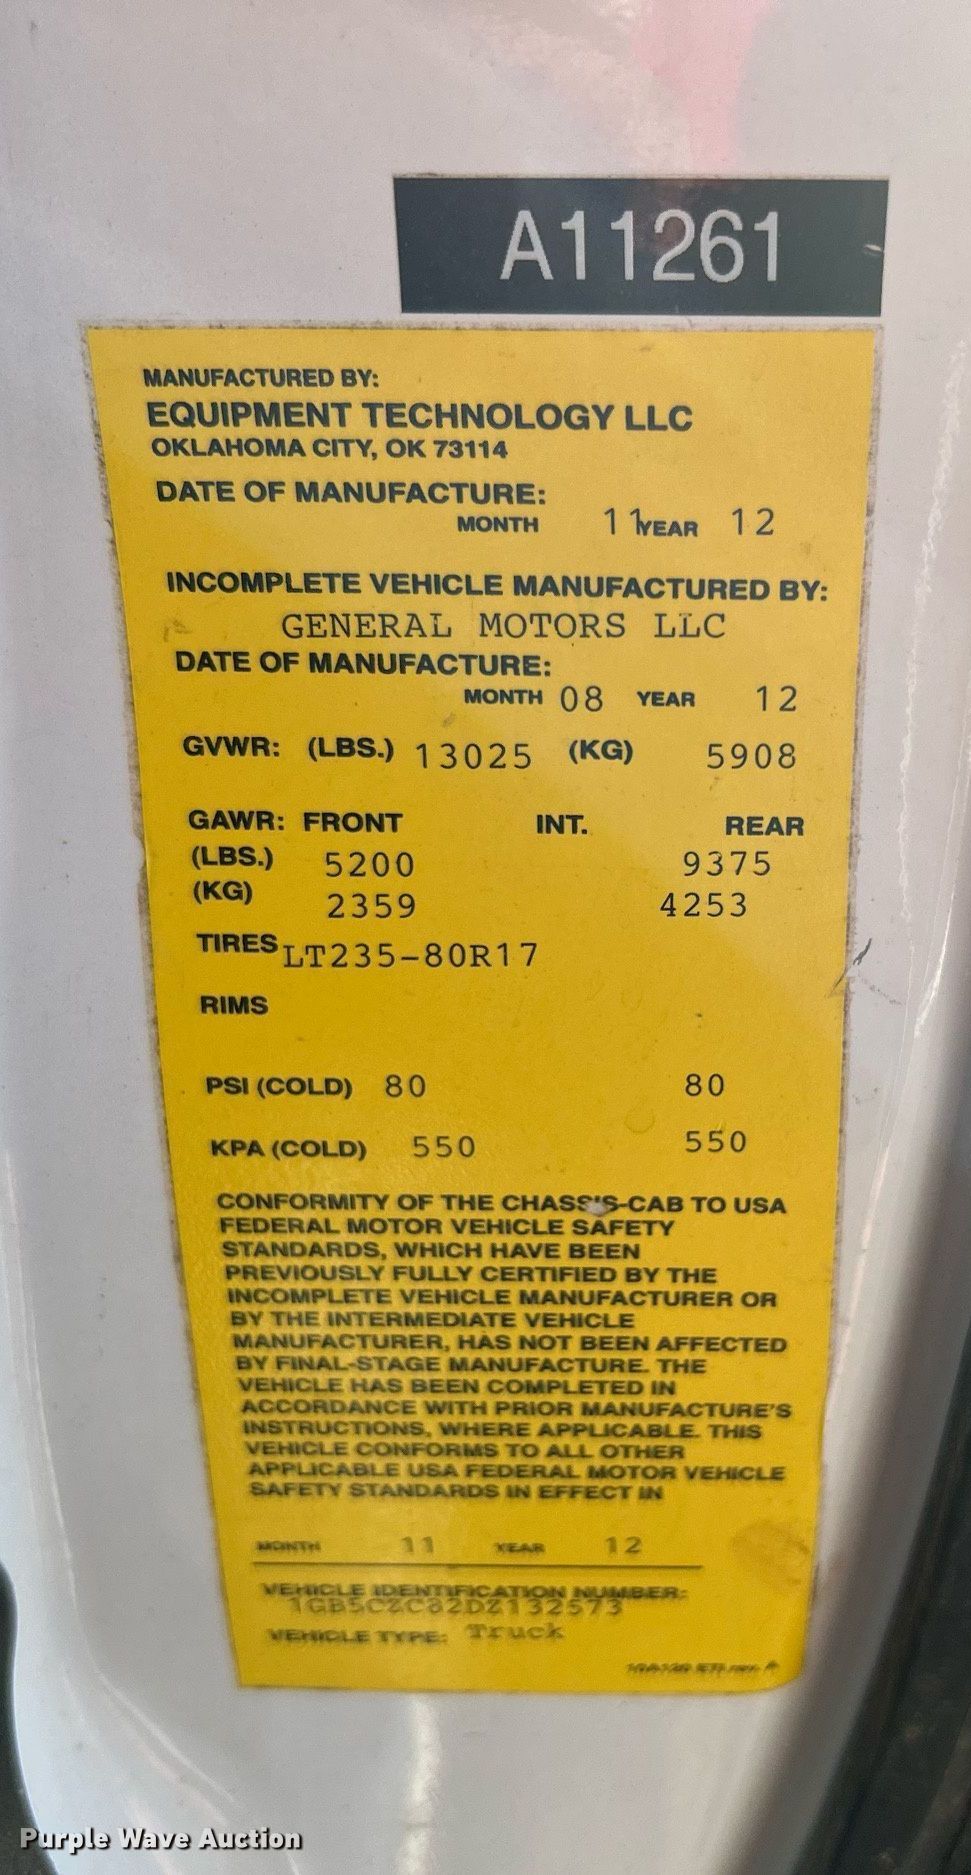 A11261
MANUFACTURED BY:
EQUIPMENT TECHNOLOGY LLC
OKLAHOMA CITY, OK 73114
DATE OF MANUFACTURE:
MONTH 11 YEAR 12
INCOMPLETE VEHICLE MANUFACTURED BY:
GENERAL MOTORS LLC
DATE OF MANUFACTURE:
MONTH 08 YEAR 12
GVWR: (LBS.) 13025 (KG) 5908
GAWR: FRONT INT. REAR
(LBS.) 5200 9375
(KG) 2359 4253
TIRES LT235-80R17
RIMS
PSI (COLD) 80 80
KPA (COLD) 550 550
CONFORMITY OF THE CHASSIS-CAB TO USA
FEDERAL MOTOR VEHICLE SAFETY
STANDARDS, WHICH HAVE BEEN
PREVIOUSLY FULLY CERTIFIED BY THE
INCOMPLETE VEHICLE MANUFACTURER OR
BY THE INTERMEDIATE VEHICLE
MANUFACTURER, HAS NOT BEEN AFFECTED
BY FINAL-STAGE MANUFACTURE. THE
VEHICLE HAS BEEN COMPLETED IN
ACCORDANCE WITH PRIOR MANUFACTURE'S
INSTRUCTIONS, WHERE APPLICABLE. THIS
VEHICLE CONFORMS TO ALL OTHER
APPLICABLE USA FEDERAL MOTOR VEHICLE
SAFETY STANDARDS IN EFFECT IN
MONTH 11 YEAR 12
VEHICLE IDENTIFICATION NUMBER:
1GB5CZC82DZ132573
VEHICLE TYPE: Truck
Purple Wave Auction